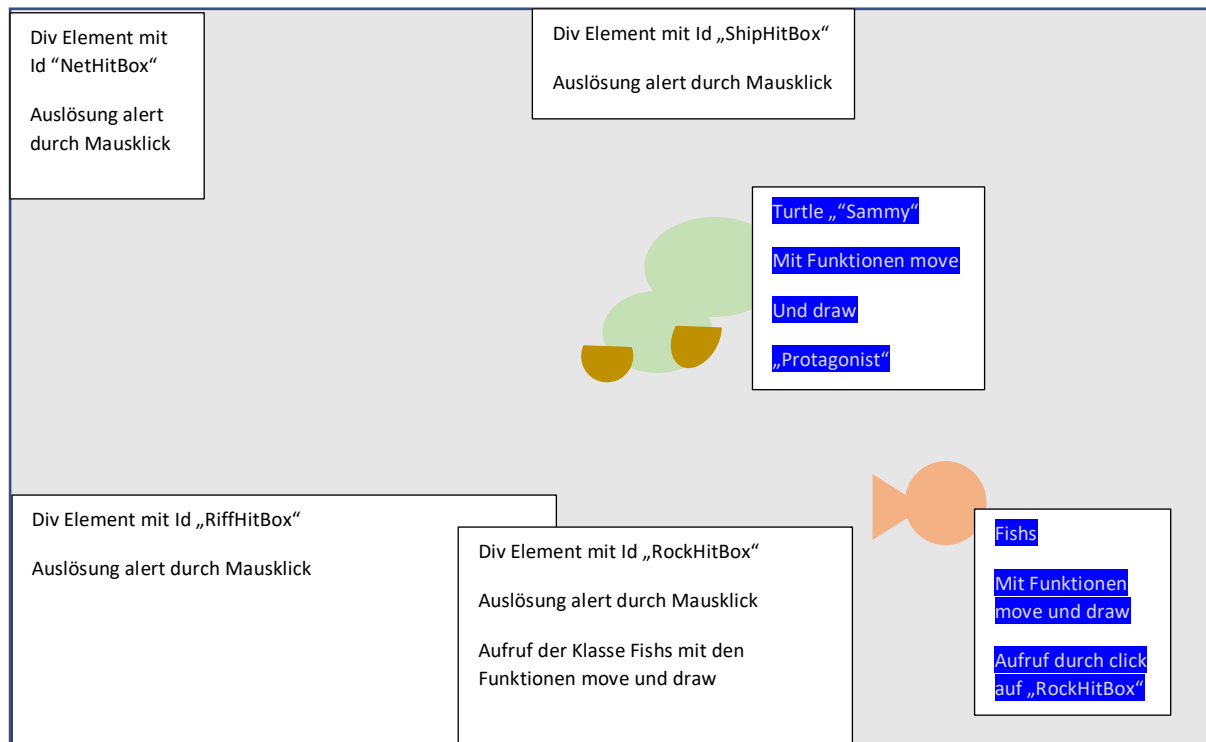 Div Element mit
Id “NetHitBox“
Auslösung alert
durch Mausklick
Div Element mit Id „ShipHitBox“
Auslösung alert durch Mausklick
Turtle „“Sammy“
Mit Funktionen move
Und draw
„Protagonist“
Div Element mit Id „RiffHitBox“
Auslösung alert durch Mausklick
Div Element mit Id „RockHitBox“
Auslösung alert durch Mausklick
Aufruf der Klasse Fishs mit den
Funktionen move und draw
Fishs
Mit Funktionen
move und draw
Aufruf durch click
auf „RockHitBox“